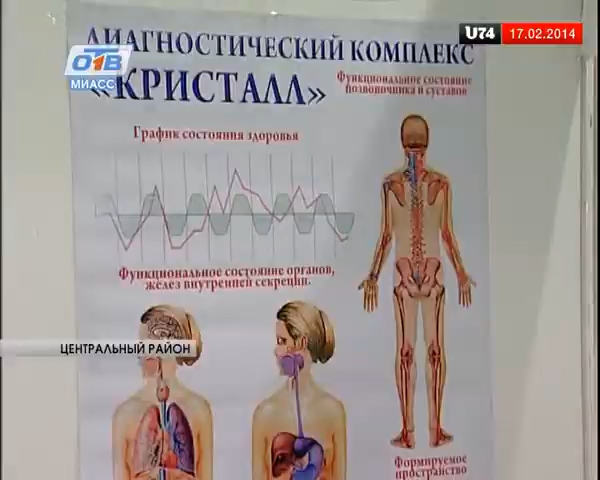 U74 17.02.2014
ОТВ
МИАСС
ДИАГНОСТИЧЕСКИЙ КОМПЛЕКС
«КРИСТАЛЛ»
Функциональное состояние
позвоночника и суставов
График состояния здоровья
Функциональное состояние органов,
желез внутренней секреции.
ЦЕНТРАЛЬНЫЙ РАЙОН
Формируемое
пространство